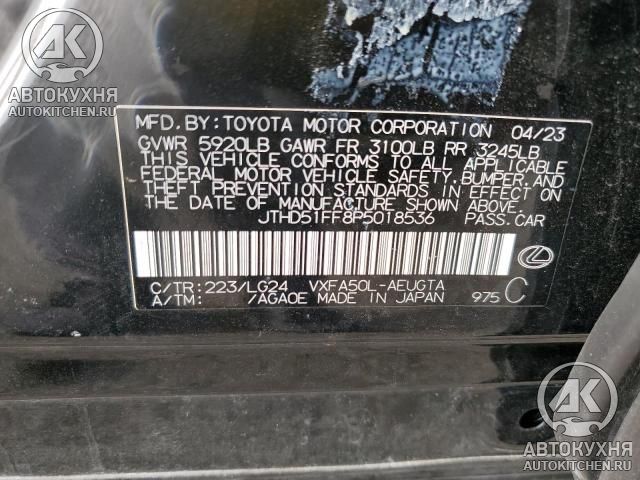 АК
АВТОКУХНЯ
AUTOKITCHEN.RU
MFD.BY:TOYOTA MOTOR CORPORATION 04/23
GVWR 5920LB GAWR FR 3100LB RR 3245LB
THIS VEHICLE CONFORMS TO ALL APPLICABLE
FEDERAL MOTOR VEHICLE SAFETY,BUMPER,AND
THEFT PREVENTION STANDARDS IN EFFECT ON
THE DATE OF MANUFACTURE SHOWN ABOVE.
JTHD51FF8P5018536 PASS.CAR
C/TR:223/LG24 VXFA50L-AEUGTA
A/TM: /AGA0E MADE IN JAPAN 975 C
АК
АВТОКУХНЯ
AUTOKITCHEN.RU